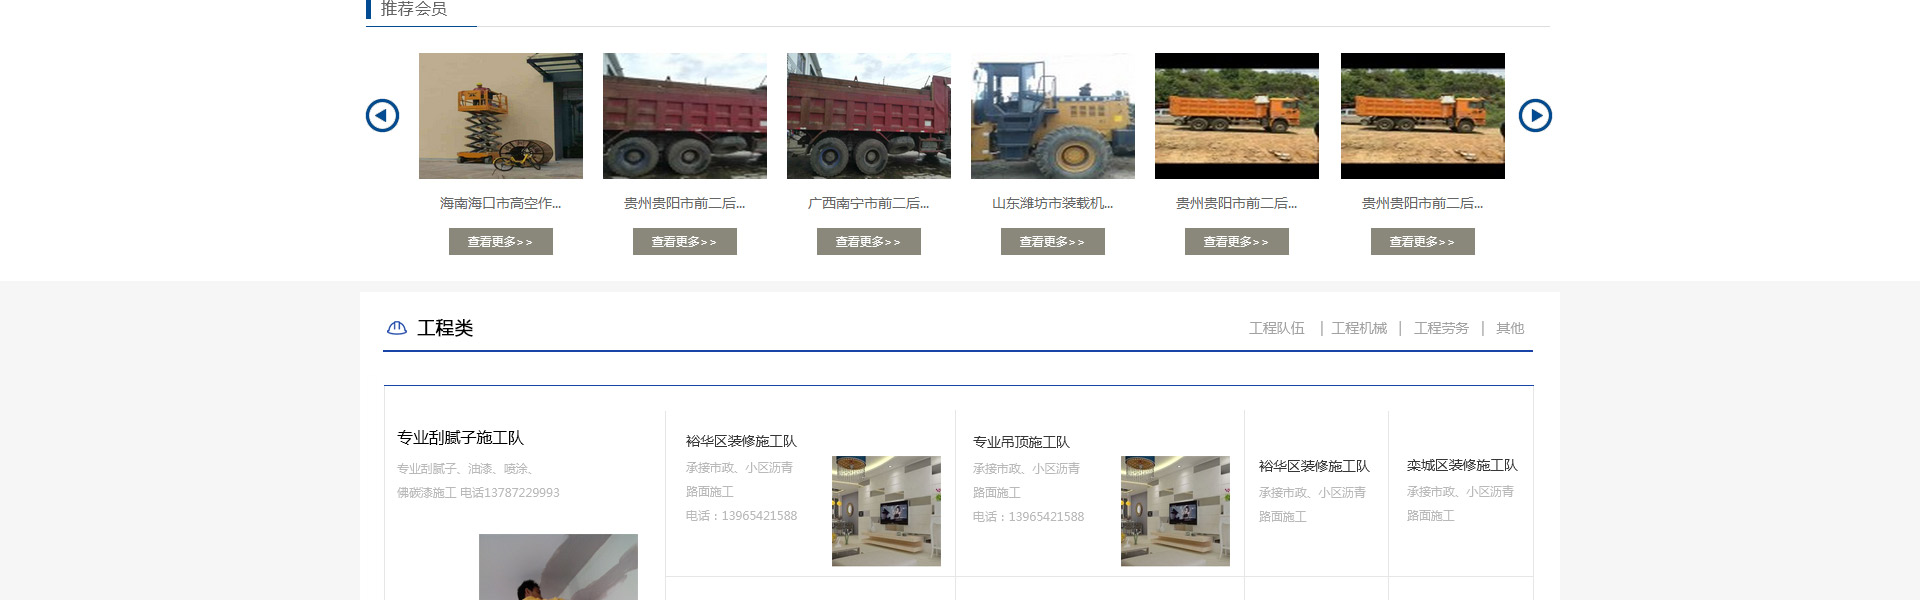 推荐会员
海南海口市高空作...
贵州贵阳市前二后...
广西南宁市前二后...
山东潍坊市装载机...
贵州贵阳市前二后...
贵州贵阳市前二后...
查看更多>>
查看更多>>
查看更多>>
查看更多>>
查看更多>>
查看更多>>
工程类
工程队伍 | 工程机械 | 工程劳务 | 其他
专业刮腻子施工队
专业刮腻子、油漆、喷涂、
佛碳漆施工 电话13787229993
裕华区装修施工队
承接市政、小区沥青
路面施工
电话：13965421588
专业吊顶施工队
承接市政、小区沥青
路面施工
电话：13965421588
裕华区装修施工队
承接市政、小区沥青
路面施工
栾城区装修施工队
承接市政、小区沥青
路面施工